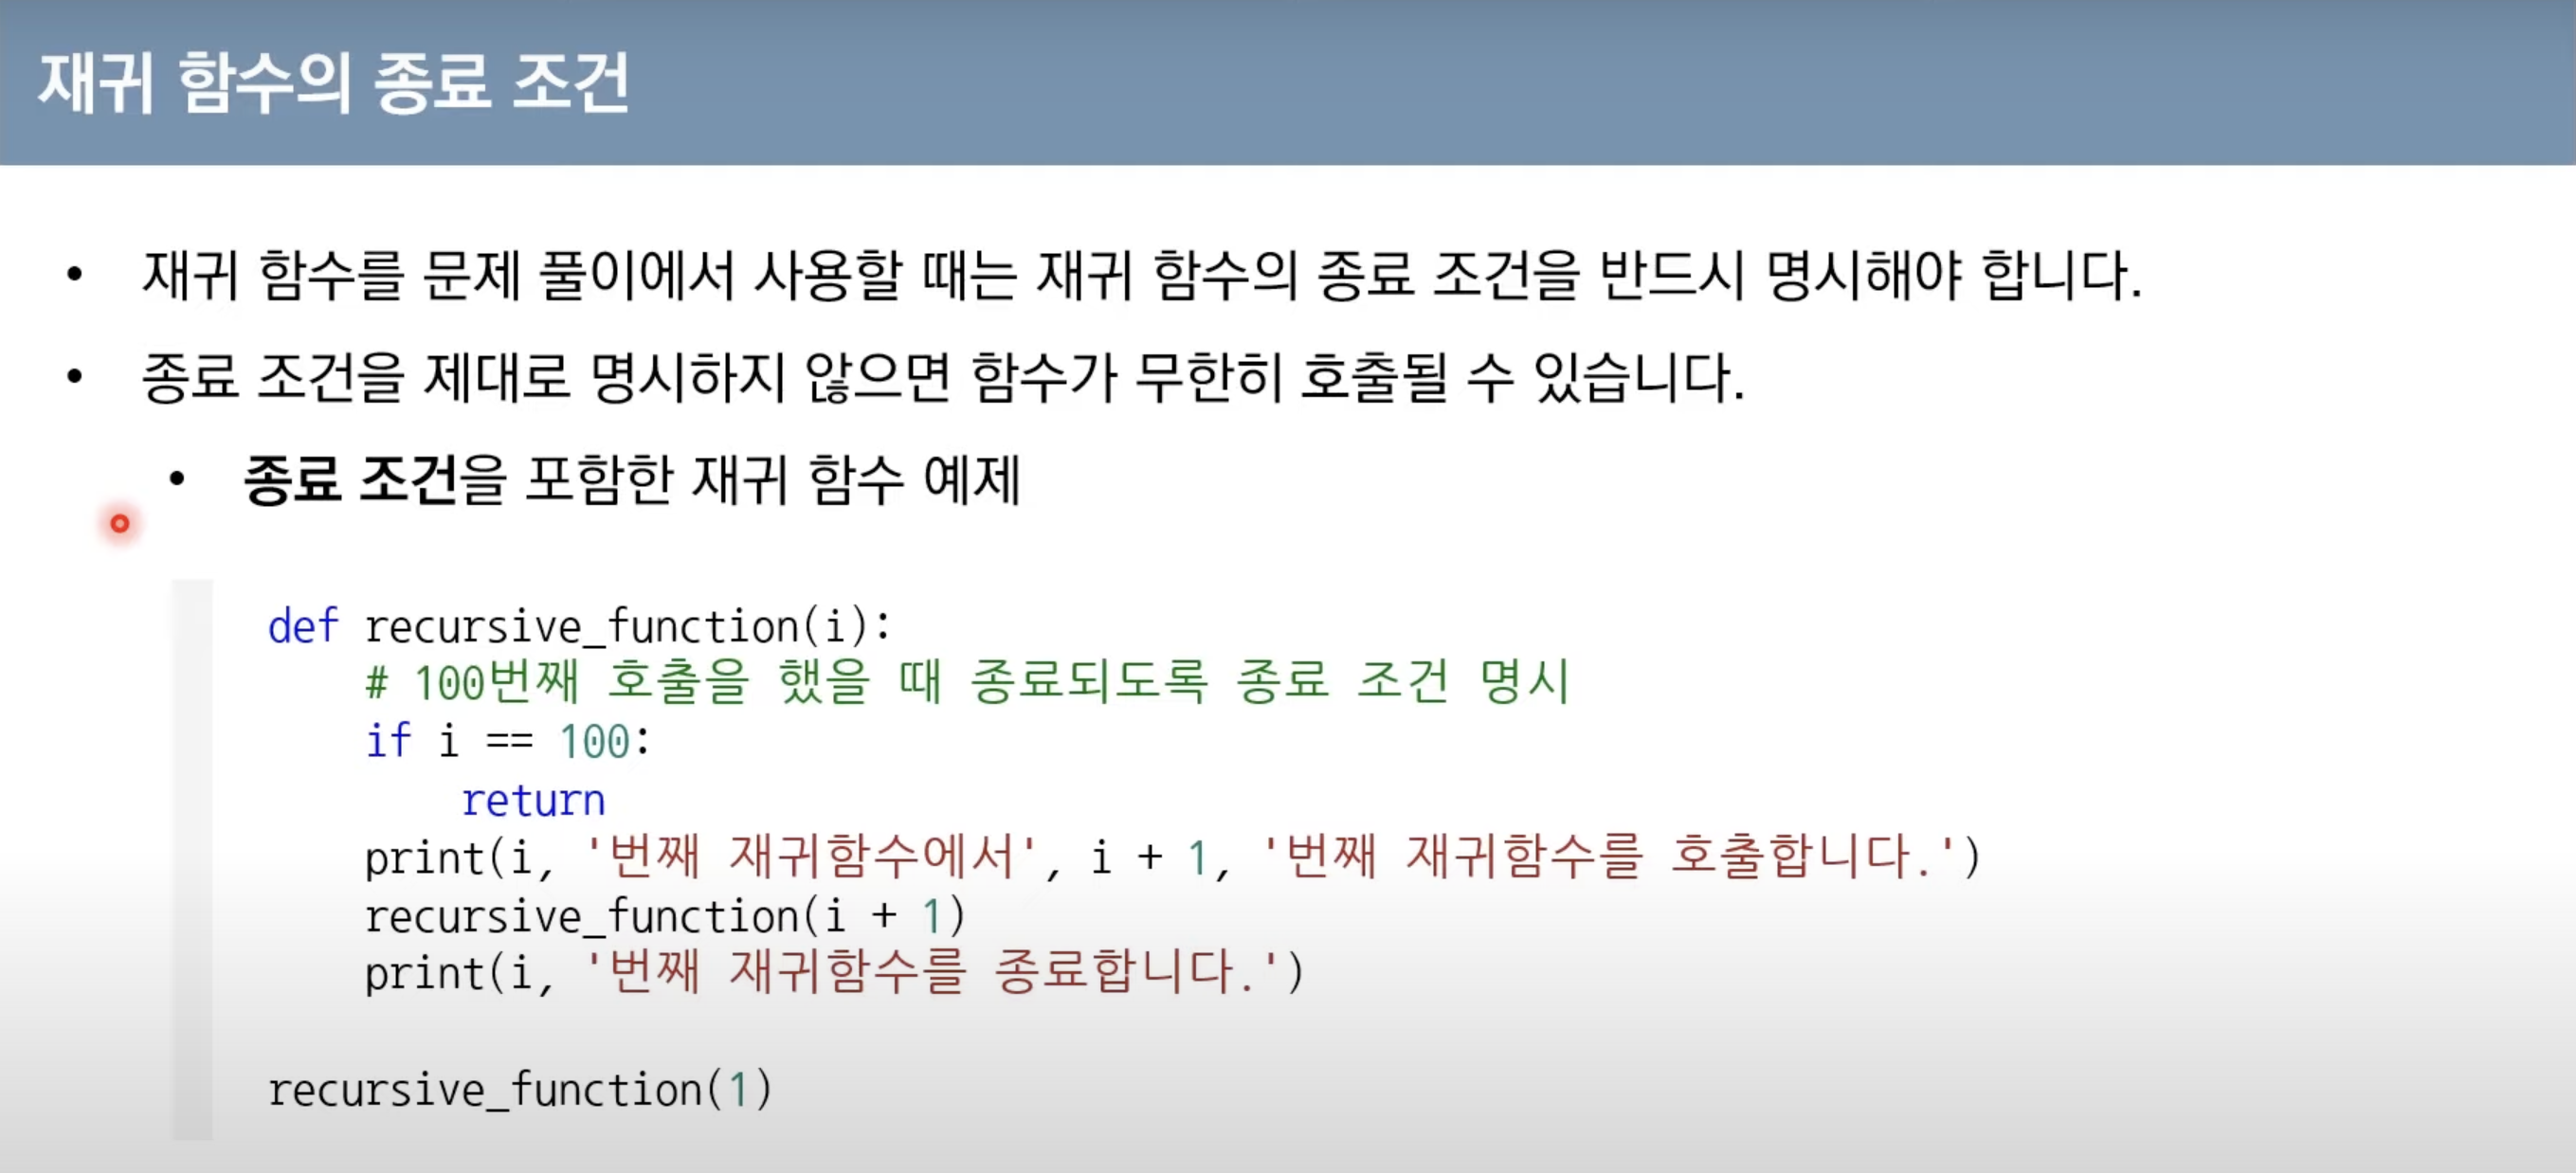 재귀 함수의 종료 조건
• 재귀 함수를 문제 풀이에서 사용할 때는 재귀 함수의 종료 조건을 반드시 명시해야 합니다.
• 종료 조건을 제대로 명시하지 않으면 함수가 무한히 호출될 수 있습니다.
• 종료 조건을 포함한 재귀 함수 예제
def recursive_function(i):
    # 100번째 호출을 했을 때 종료되도록 종료 조건 명시
    if i == 100:
        return
    print(i, '번째 재귀함수에서', i + 1, '번째 재귀함수를 호출합니다.')
    recursive_function(i + 1)
    print(i, '번째 재귀함수를 종료합니다.')
recursive_function(1)